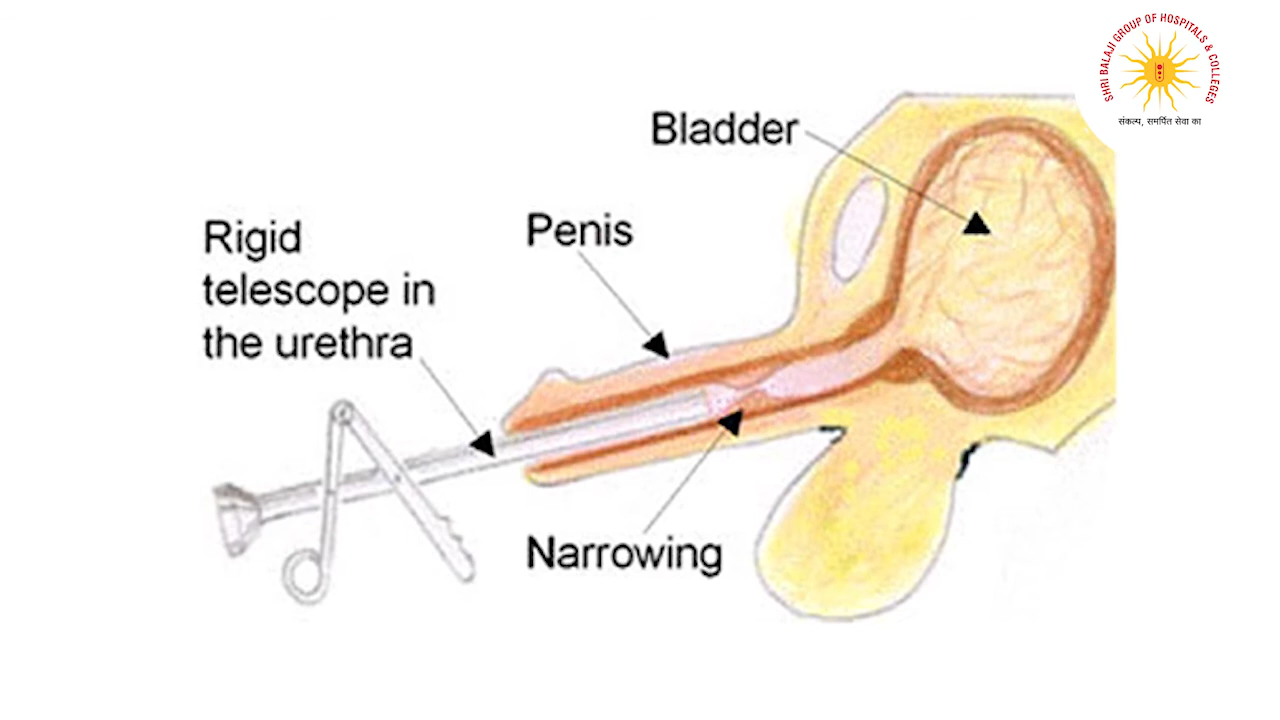 SHRI BALAJI GROUP OF HOSPITALS & COLLEGES
संकल्प, समर्पित सेवा का
Bladder
Penis
Rigid
telescope in
the urethra
Narrowing